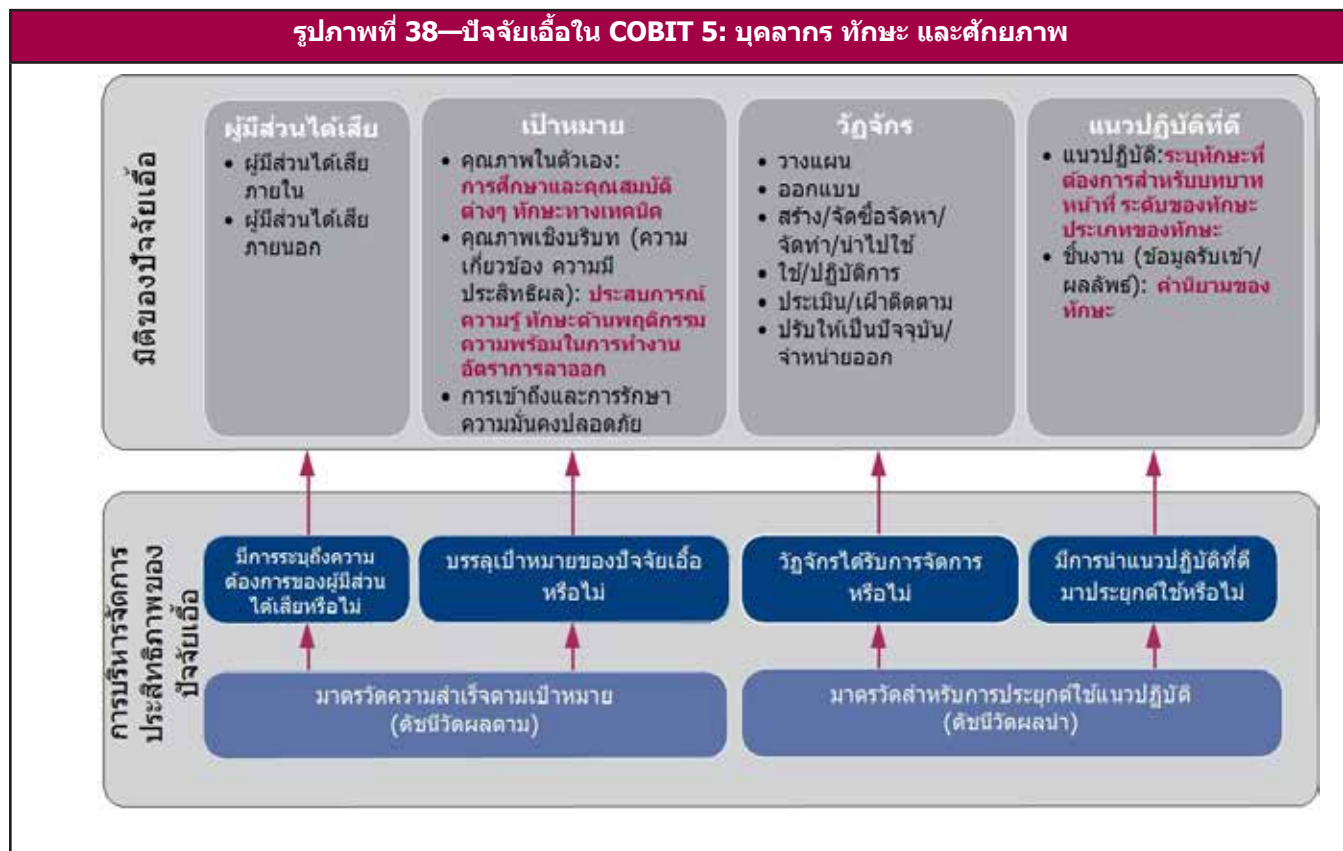 รูปภาพที่ 38—ปัจจัยเอื้อใน COBIT 5: บุคลากร ทักษะ และศักยภาพ
มิติของปัจจัยเอื้อ
ผู้มีส่วนได้เสีย
• ผู้มีส่วนได้เสีย
ภายใน
• ผู้มีส่วนได้เสีย
ภายนอก
เป้าหมาย
• คุณภาพในตัวเอง:
การศึกษาและคุณสมบัติ
ต่างๆ ทักษะทางเทคนิค
• คุณภาพเชิงบริบท (ความ
เกี่ยวข้อง ความมี
ประสิทธิผล): ประสบการณ์
ความรู้ ทักษะด้านพฤติกรรม
ความพร้อมในการทำงาน
อัตราการลาออก
• การเข้าถึงและการรักษา
ความมั่นคงปลอดภัย
วัฏจักร
• วางแผน
• ออกแบบ
• สร้าง/จัดซื้อจัดหา/
จัดทำ/นำไปใช้
• ใช้/ปฏิบัติการ
• ประเมิน/เฝ้าติดตาม
• ปรับให้เป็นปัจจุบัน/
จำหน่ายออก
แนวปฏิบัติที่ดี
• แนวปฏิบัติ:ระบุทักษะที่
ต้องการสำหรับบทบาท
หน้าที่ ระดับของทักษะ
ประเภทของทักษะ
• ชิ้นงาน (ข้อมูลรับเข้า/
ผลลัพธ์): คำนิยามของ
ทักษะ
การบริหารจัดการ
ประสิทธิภาพของ
ปัจจัยเอื้อ
มีการระบุถึงความ
ต้องการของผู้มีส่วน
ได้เสียหรือไม่
บรรลุเป้าหมายของปัจจัยเอื้อ
หรือไม่
วัฏจักรได้รับการจัดการ
หรือไม่
มีการนำแนวปฏิบัติที่ดี
มาประยุกต์ใช้หรือไม่
มาตรวัดความสำเร็จตามเป้าหมาย
(ดัชนีวัดผลตาม)
มาตรวัดสำหรับการประยุกต์ใช้แนวปฏิบัติ
(ดัชนีวัดผลนำ)